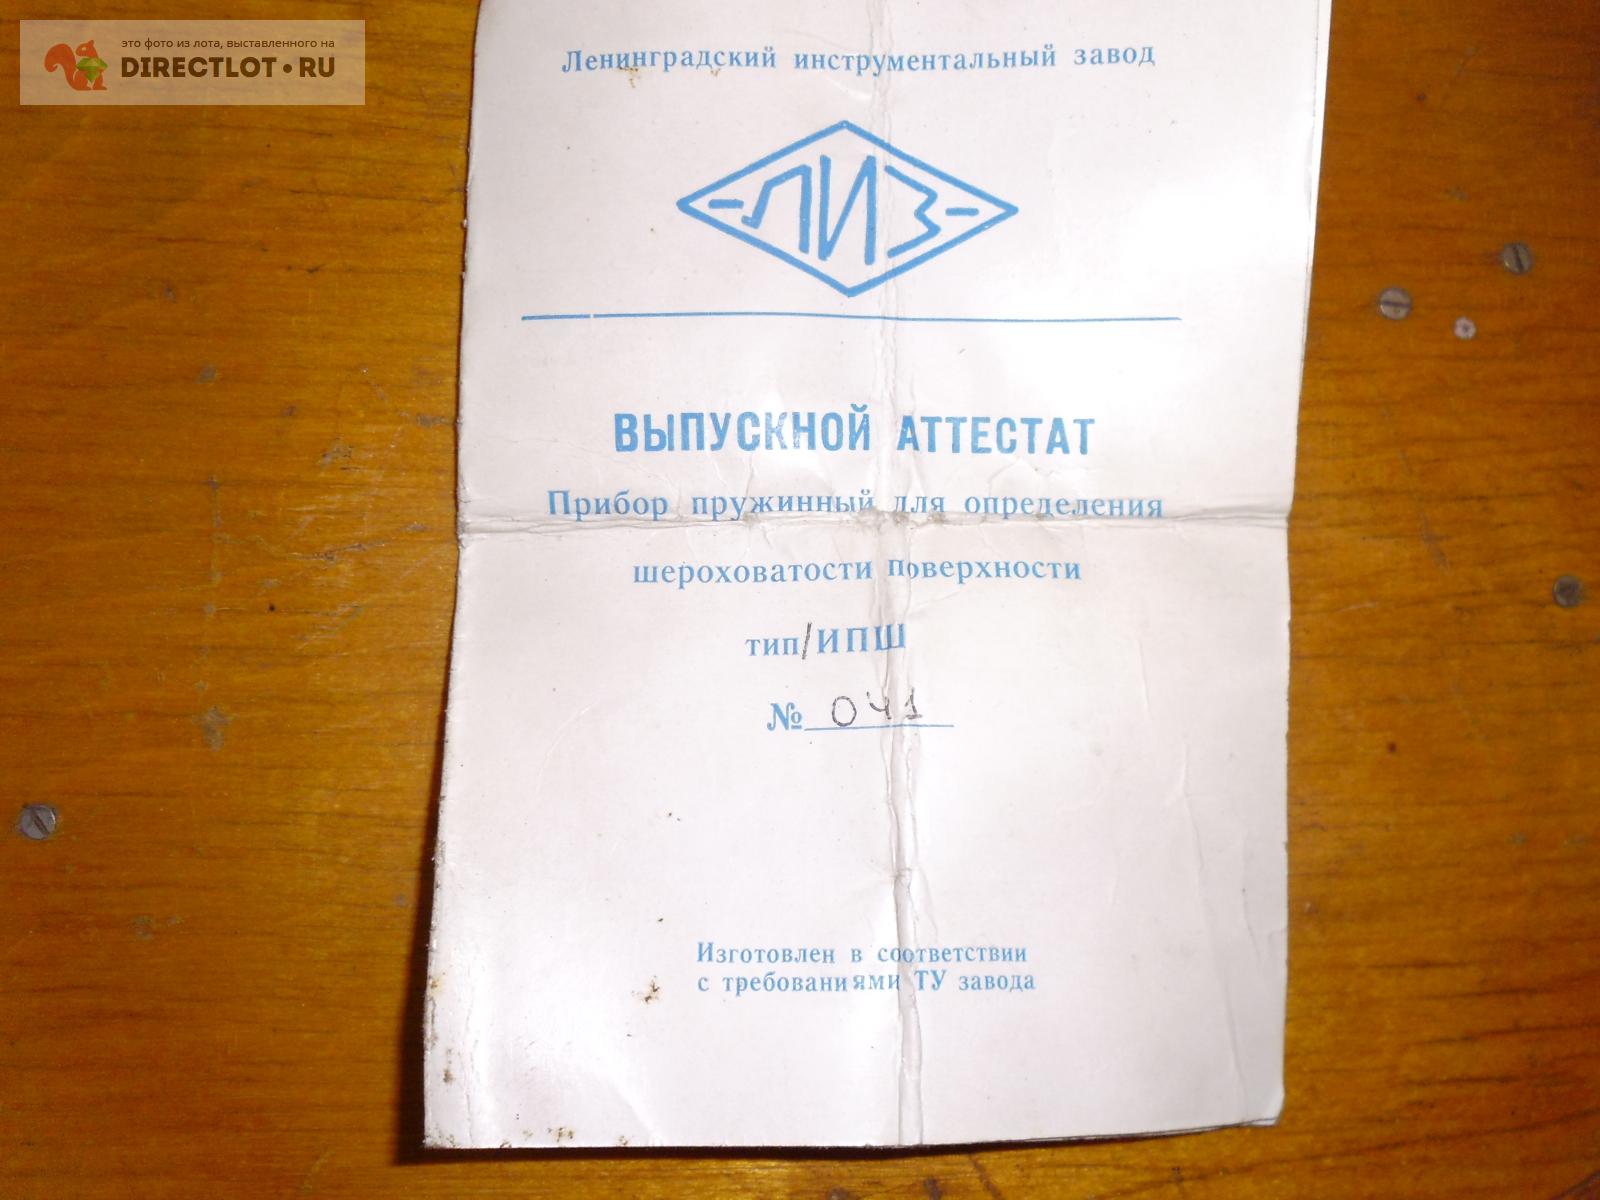 это фото из лота, выставленного на
DIRECTLOT•RU
Ленинградский инструментальный завод
-ЛИЗ-
ВЫПУСКНОЙ АТТЕСТАТ
Прибор пружинный для определения
шероховатости поверхности
тип/ИПШ
№ 041
Изготовлен в соответствии
с требованиями ТУ завода